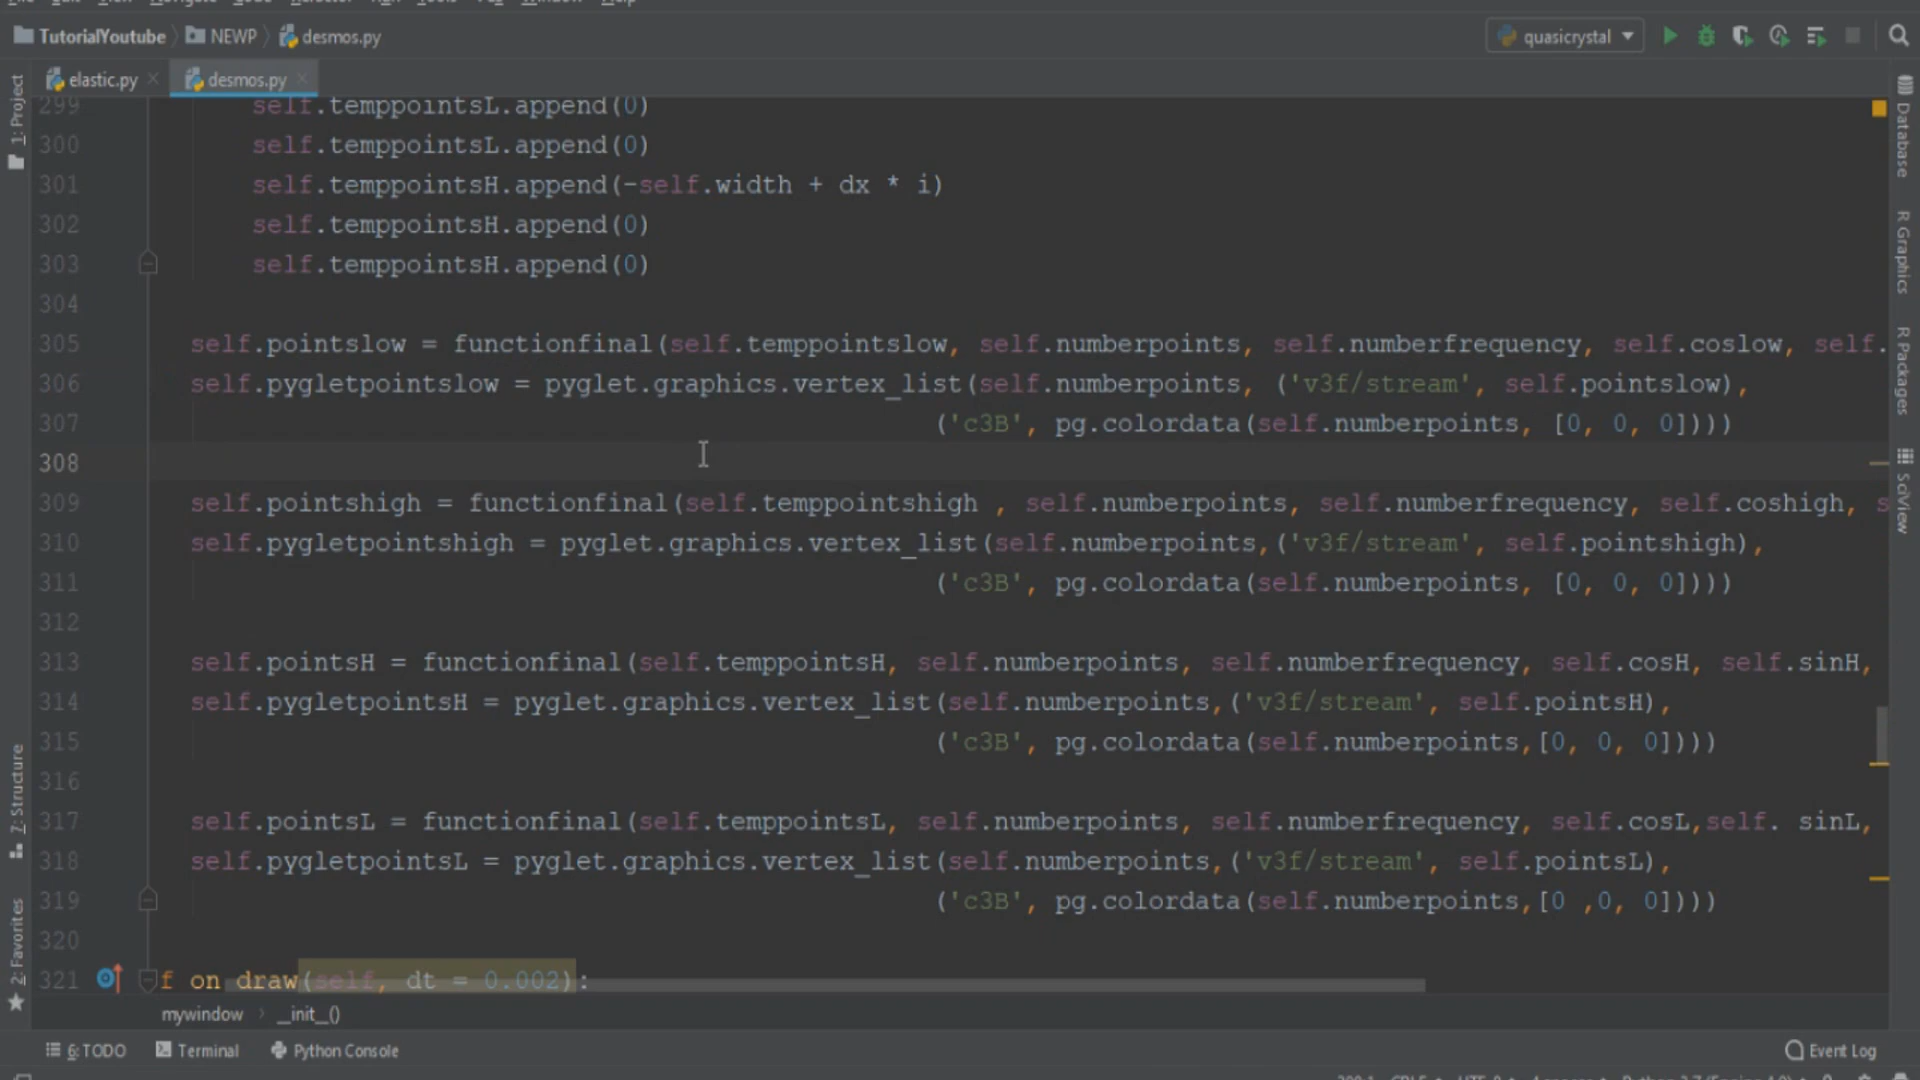 TutorialYoutube NEWP desmos.py quasicrystal
elastic.py desmos.py
299 self.temppointsL.append(0)
300 self.temppointsL.append(0)
301 self.temppointsH.append(-self.width + dx * i)
302 self.temppointsH.append(0)
303 self.temppointsH.append(0)
304
305 self.pointslow = functionfinal(self.temppointslow, self.numberpoints, self.numberfrequency, self.coslow, self.
306 self.pygletpointslow = pyglet.graphics.vertex_list(self.numberpoints, ('v3f/stream', self.pointslow),
307 ('c3B', pg.colordata(self.numberpoints, [0, 0, 0])))
308
309 self.pointshigh = functionfinal(self.temppointshigh , self.numberpoints, self.numberfrequency, self.coshigh, s
310 self.pygletpointshigh = pyglet.graphics.vertex_list(self.numberpoints,('v3f/stream', self.pointshigh),
311 ('c3B', pg.colordata(self.numberpoints, [0, 0, 0])))
312
313 self.pointsH = functionfinal(self.temppointsH, self.numberpoints, self.numberfrequency, self.cosH, self.sinH,
314 self.pygletpointsH = pyglet.graphics.vertex_list(self.numberpoints,('v3f/stream', self.pointsH),
315 ('c3B', pg.colordata(self.numberpoints,[0, 0, 0])))
316
317 self.pointsL = functionfinal(self.temppointsL, self.numberpoints, self.numberfrequency, self.cosL,self. sinL,
318 self.pygletpointsL = pyglet.graphics.vertex_list(self.numberpoints,('v3f/stream', self.pointsL),
319 ('c3B', pg.colordata(self.numberpoints,[0 ,0, 0])))
320
321 f on draw(self, dt = 0.002):
mywindow __init__()
6: TODO Terminal Python Console Event Log
1: Project
7: Structure
2: Favorites
Database
R Graphics
R Packages
SciView